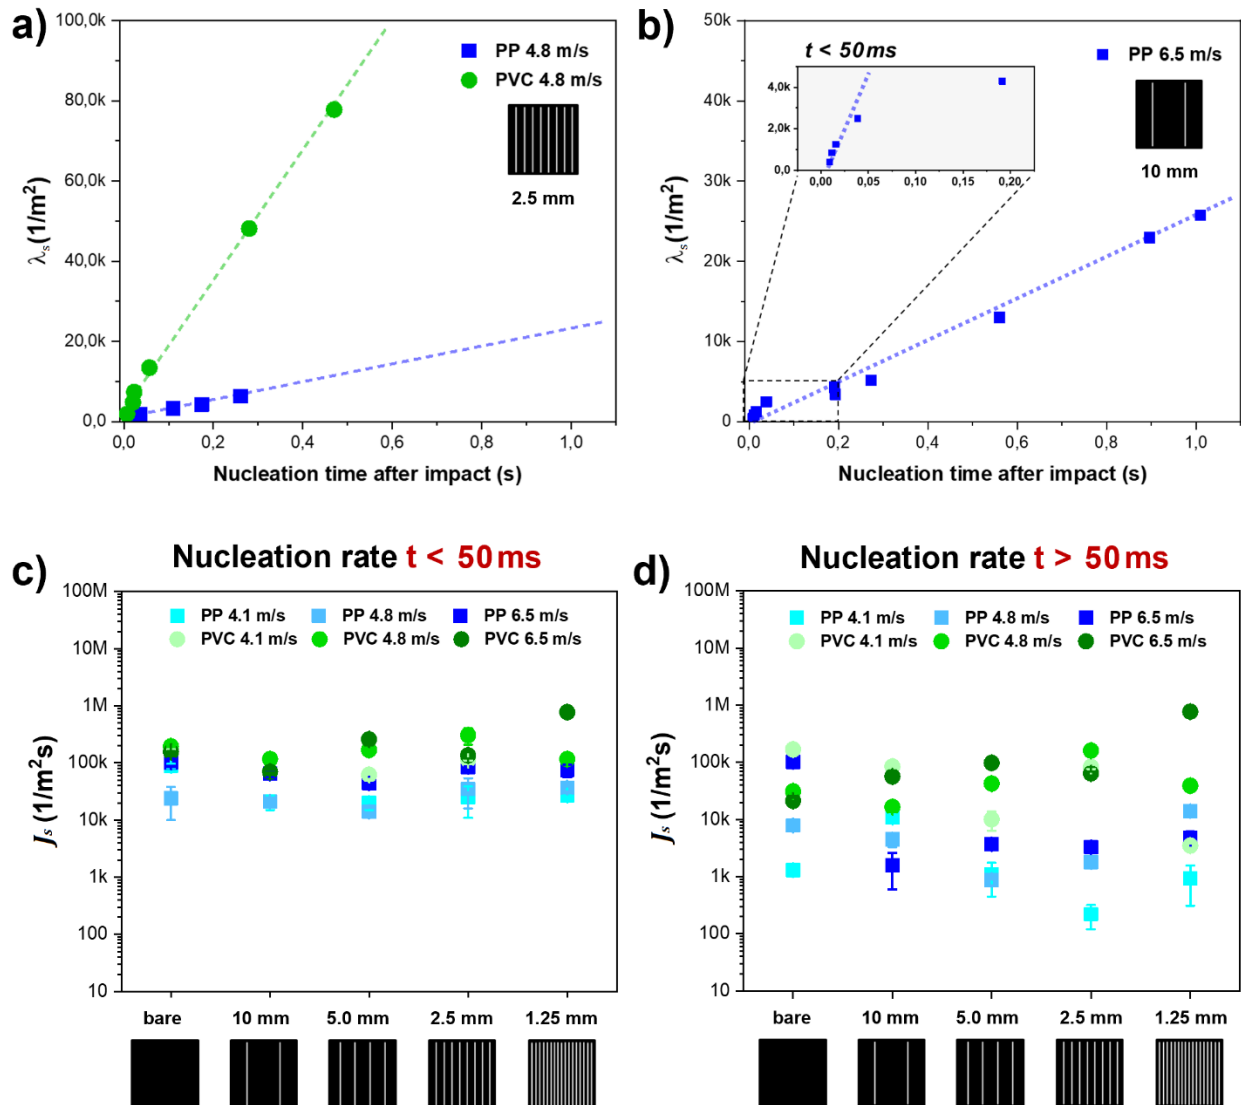 a)
100,0k
80,0k
60,0k
40,0k
20,0k
0,0
λs(1/m²)
PP 4.8 m/s
PVC 4.8 m/s
2.5 mm
0,0 0,2 0,4 0,6 0,8 1,0
Nucleation time after impact (s)
b)
50k
40k
30k
20k
10k
0,0
λs(1/m²)
t < 50ms
4,0k
2,0k
0,0
0,00 0,05 0,10 0,15 0,20
PP 6.5 m/s
10 mm
0,0 0,2 0,4 0,6 0,8 1,0
Nucleation time after impact (s)
c)
Nucleation rate t < 50ms
100M
10M
1M
100k
10k
1k
100
10
Js (1/m²s)
PP 4.1 m/s PP 4.8 m/s PP 6.5 m/s
PVC 4.1 m/s PVC 4.8 m/s PVC 6.5 m/s
bare 10 mm 5.0 mm 2.5 mm 1.25 mm
d)
Nucleation rate t > 50ms
100M
10M
1M
100k
10k
1k
100
10
Js (1/m²s)
PP 4.1 m/s PP 4.8 m/s PP 6.5 m/s
PVC 4.1 m/s PVC 4.8 m/s PVC 6.5 m/s
bare 10 mm 5.0 mm 2.5 mm 1.25 mm